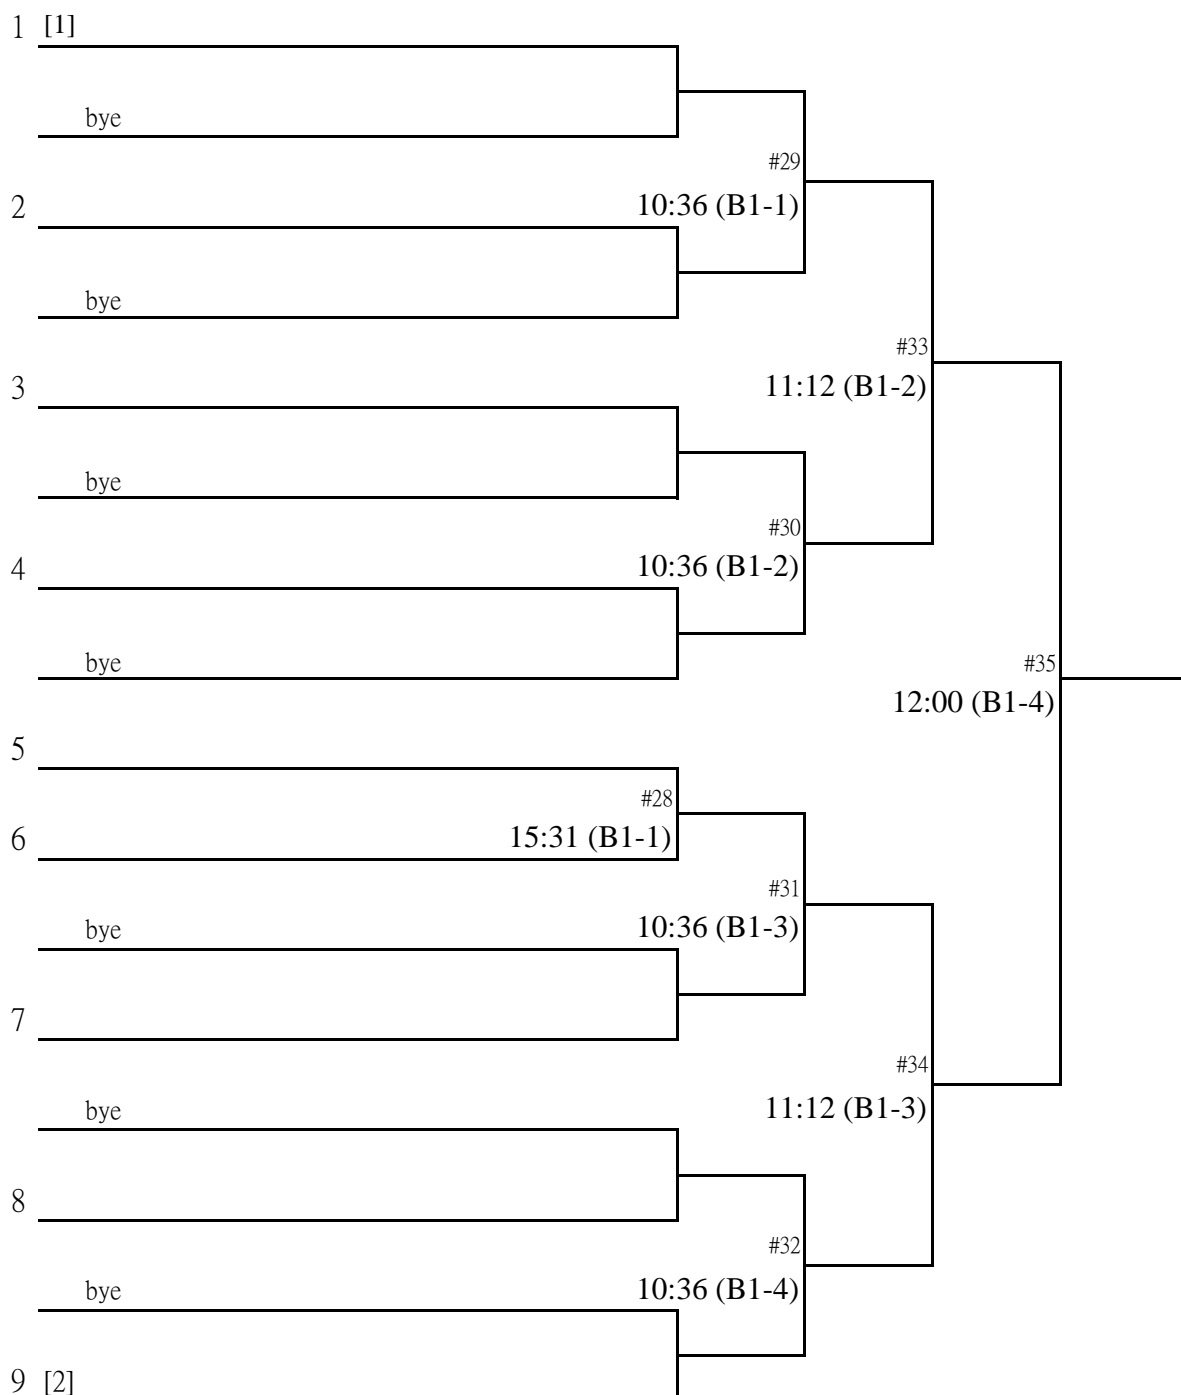 1 [1]
bye
#29
2 10:36 (B1-1)
bye
#33
3 11:12 (B1-2)
bye
#30
4 10:36 (B1-2)
bye #35
12:00 (B1-4)
5
#28
6 15:31 (B1-1)
#31
bye 10:36 (B1-3)
7
#34
bye 11:12 (B1-3)
8
#32
bye 10:36 (B1-4)
9 [2]